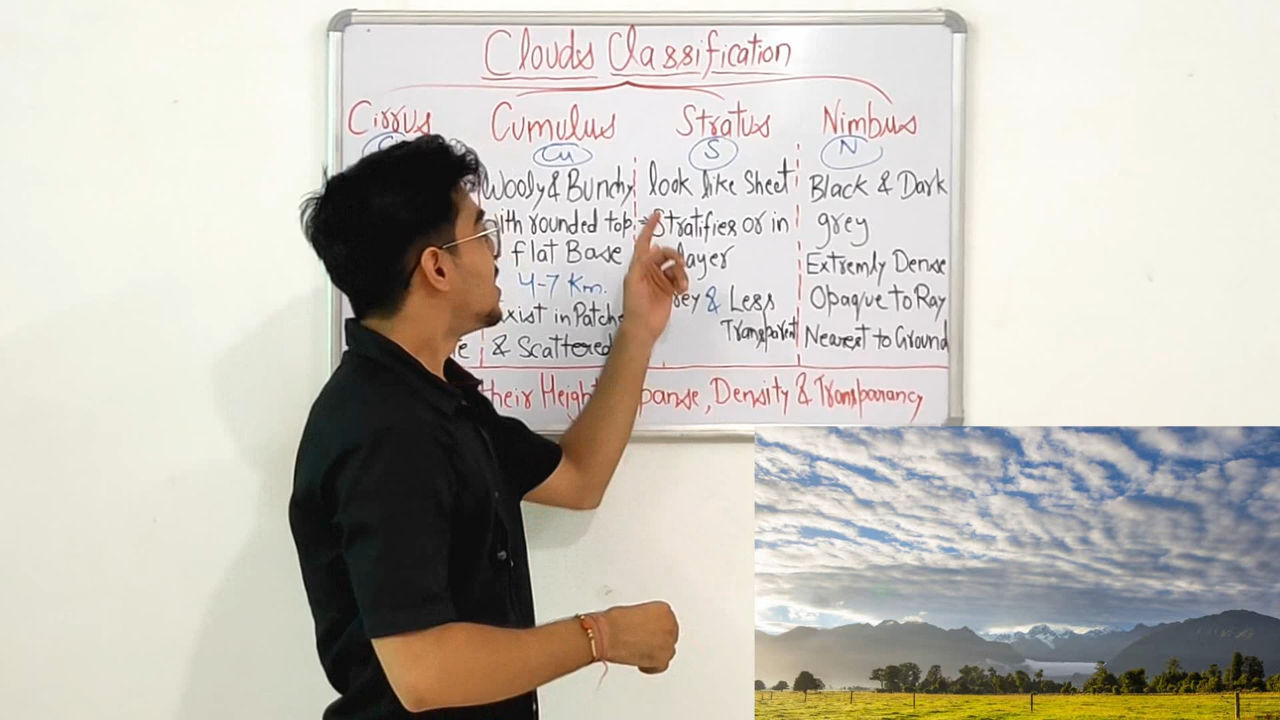 Clouds Classification
Cirrus Cumulus Stratus Nimbus
Cu S N
Wooly & Bunchy
with rounded top
flat Base
4-7 Km.
Exist in Patche
& Scattered
look like Sheet
Stratifies or in
layer
& Less
Transparent
Black & Dark
grey
Extremly Dense
Opaque to Ray
Nearest to Ground
their Height Density & Transparancy